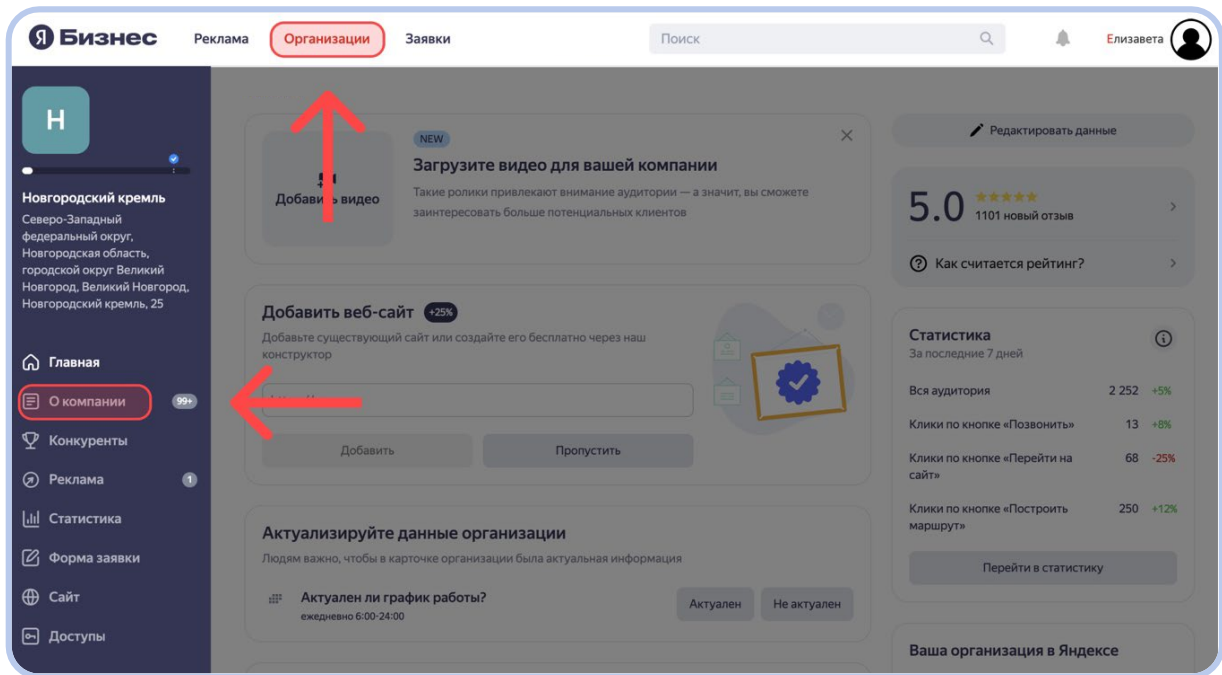 Я Бизнес
Реклама
Организации
Заявки
Поиск
Елизавета
Н
Новгородский кремль
Северо-Западный
федеральный округ,
Новгородская область,
городской округ Великий
Новгород, Великий Новгород,
Новгородский кремль, 25
Главная
О компании
99+
Конкуренты
Реклама
1
Статистика
Форма заявки
Сайт
Доступы
Добавить видео
NEW
Загрузите видео для вашей компании
Такие ролики привлекают внимание аудитории — а значит, вы сможете
заинтересовать больше потенциальных клиентов
Добавить веб-сайт +25%
Добавьте существующий сайт или создайте его бесплатно через наш
конструктор
Добавить
Пропустить
Актуализируйте данные организации
Людям важно, чтобы в карточке организации была актуальная информация
Актуален ли график работы?
ежедневно 6:00-24:00
Актуален
Не актуален
Редактировать данные
5.0
1101 новый отзыв
Как считается рейтинг?
Статистика
За последние 7 дней
Вся аудитория 2 252 +5%
Клики по кнопке «Позвонить» 13 +8%
Клики по кнопке «Перейти на 68 -25%
сайт»
Клики по кнопке «Построить 250 +12%
маршрут»
Перейти в статистику
Ваша организация в Яндексе